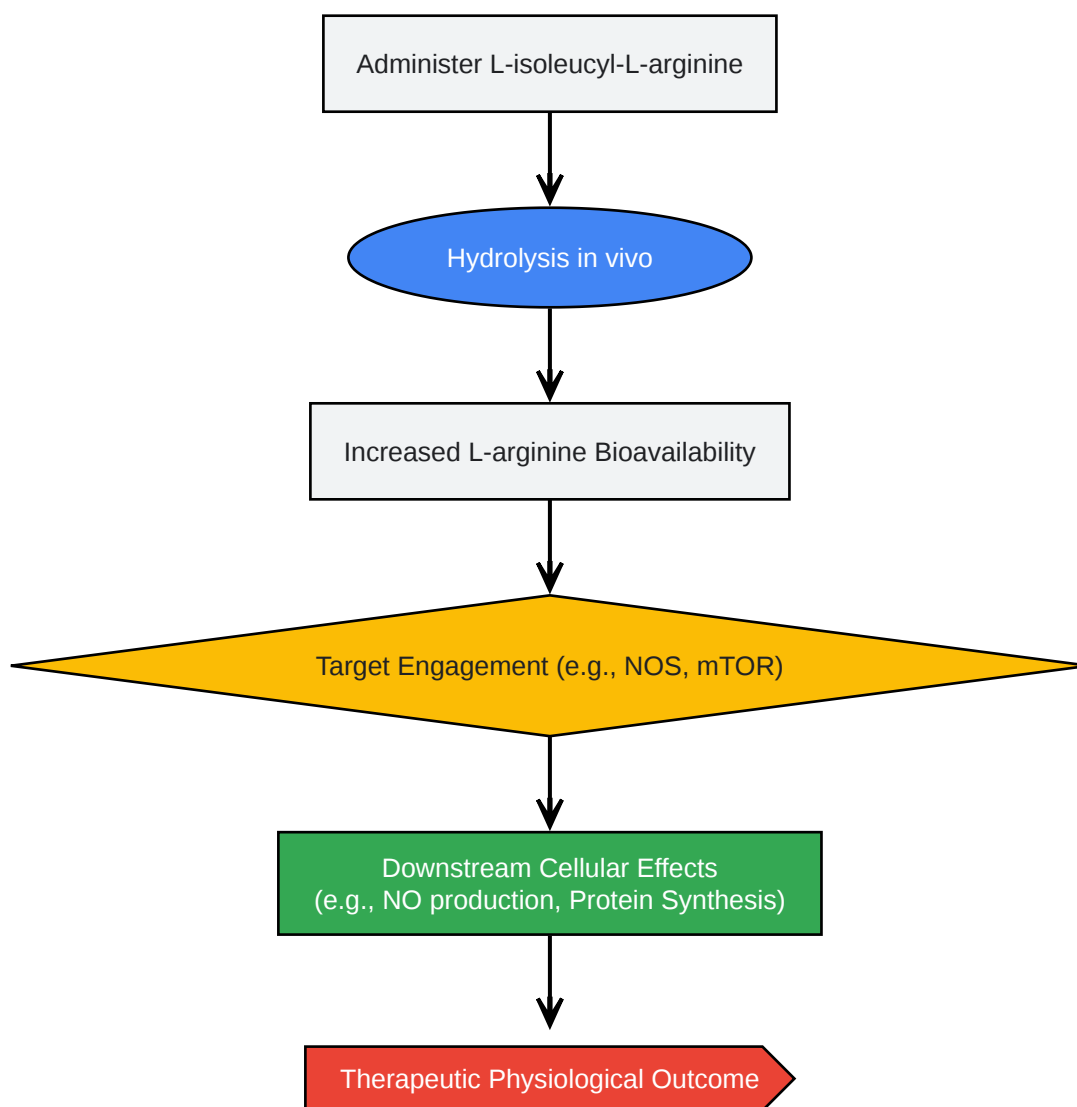 Administer L-isoleucyl-L-arginine
Hydrolysis in vivo
Increased L-arginine Bioavailability
Target Engagement (e.g., NOS, mTOR)
Downstream Cellular Effects
(e.g., NO production, Protein Synthesis)
Therapeutic Physiological Outcome